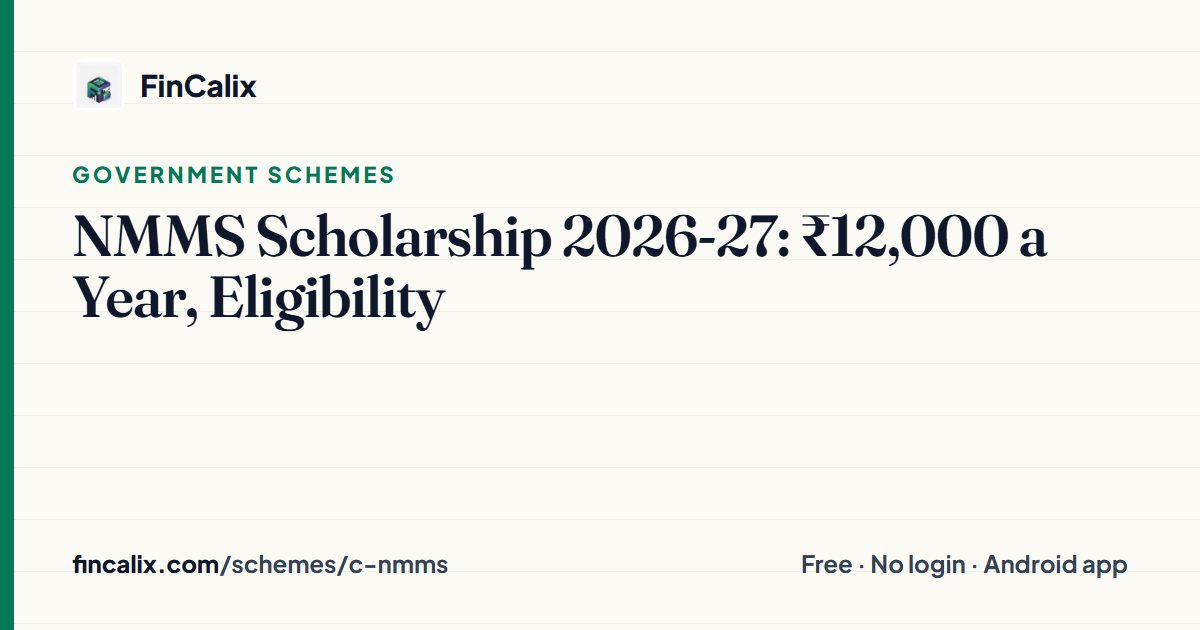 FinCalix
GOVERNMENT SCHEMES
NMMS Scholarship 2026-27: ₹12,000 a
Year, Eligibility
fincalix.com/schemes/c-nmms
Free · No login · Android app